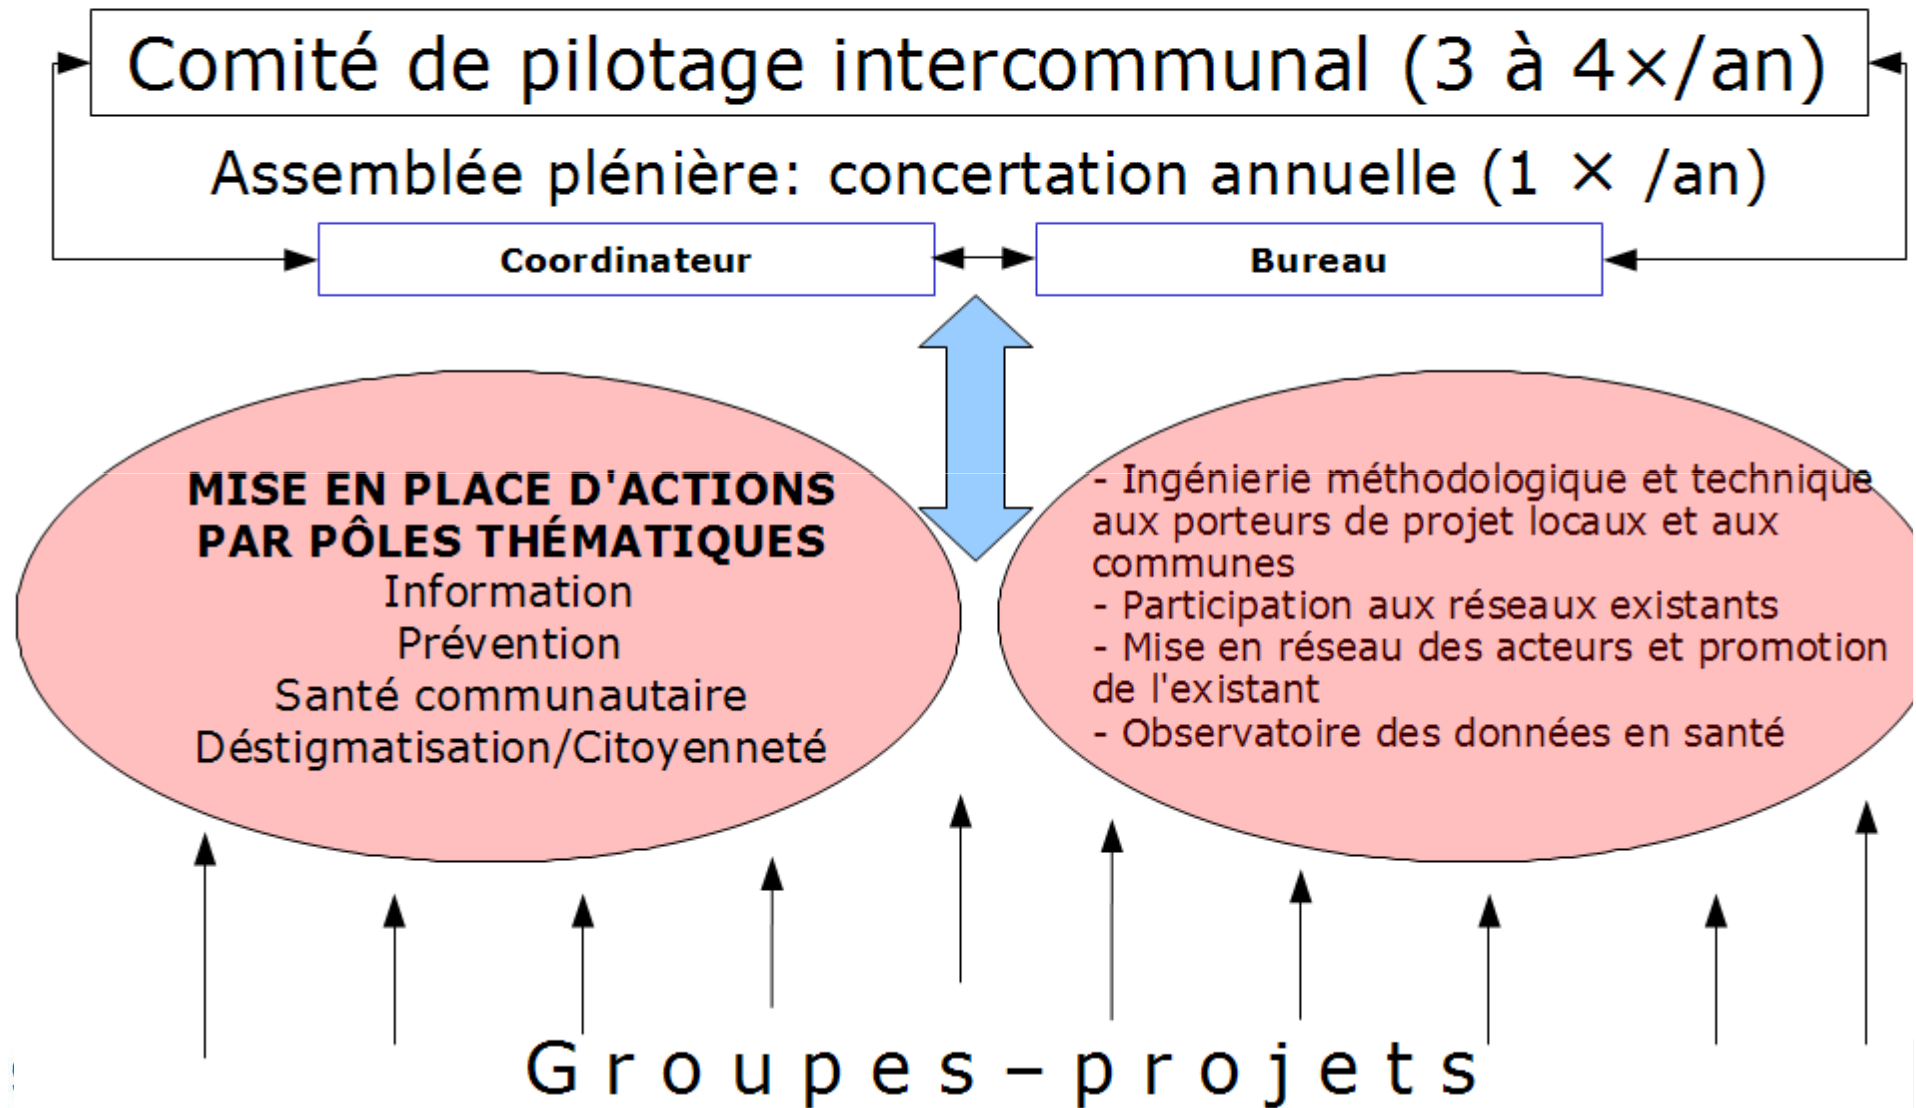 Comité de pilotage intercommunal (3 à 4×/an)
Assemblée plénière: concertation annuelle (1 × /an)
Coordinateur
Bureau
MISE EN PLACE D'ACTIONS
PAR PÔLES THÉMATIQUES
Information
Prévention
Santé communautaire
Déstigmatisation/Citoyenneté
- Ingénierie méthodologique et technique
aux porteurs de projet locaux et aux
communes
- Participation aux réseaux existants
- Mise en réseau des acteurs et promotion
de l'existant
- Observatoire des données en santé
Groupes-projets